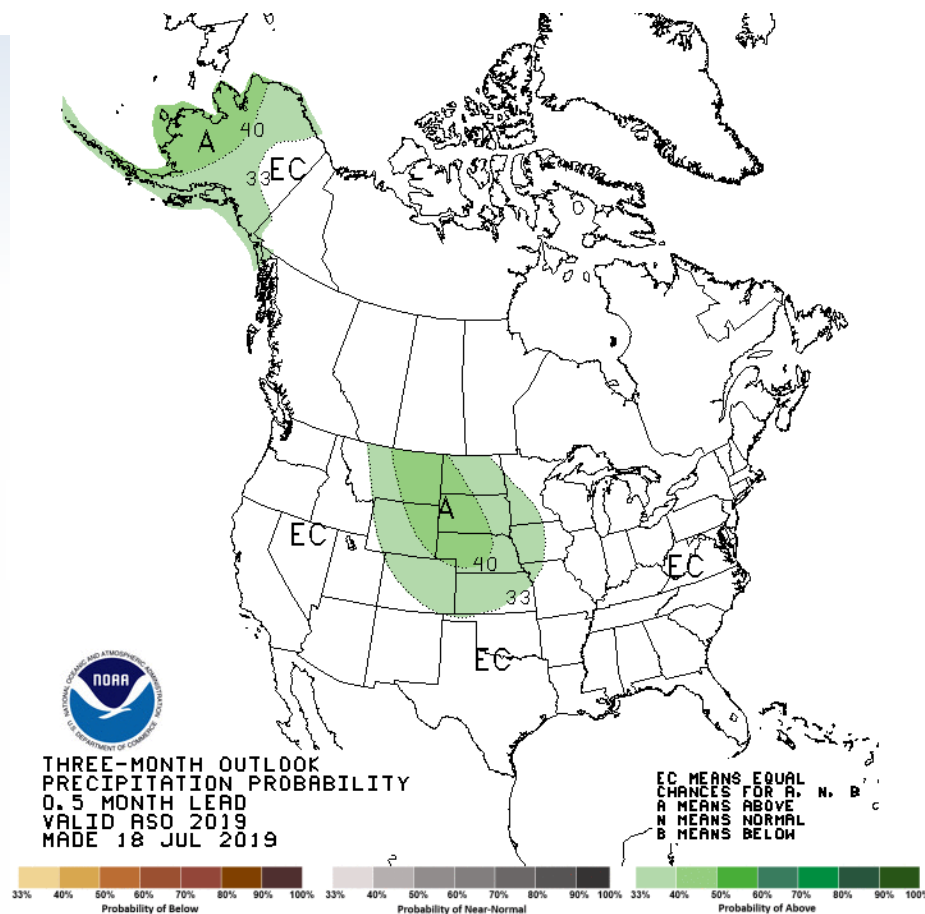 A
40
33
EC
A
40
33
EC
EC
EC
NATIONAL OCEANIC AND ATMOSPHERIC ADMINISTRATION
NOAA
U.S. DEPARTMENT OF COMMERCE
THREE-MONTH OUTLOOK
PRECIPITATION PROBABILITY
0.5 MONTH LEAD
VALID ASO 2019
MADE 18 JUL 2019
EC MEANS EQUAL
CHANCES FOR A, N, B
A MEANS ABOVE
N MEANS NORMAL
B MEANS BELOW
33% 40% 50% 60% 70% 80% 90% 100%
Probability of Below
33% 40% 50% 60% 70% 80% 90% 100%
Probability of Near-Normal
33% 40% 50% 60% 70% 80% 90% 100%
Probability of Above